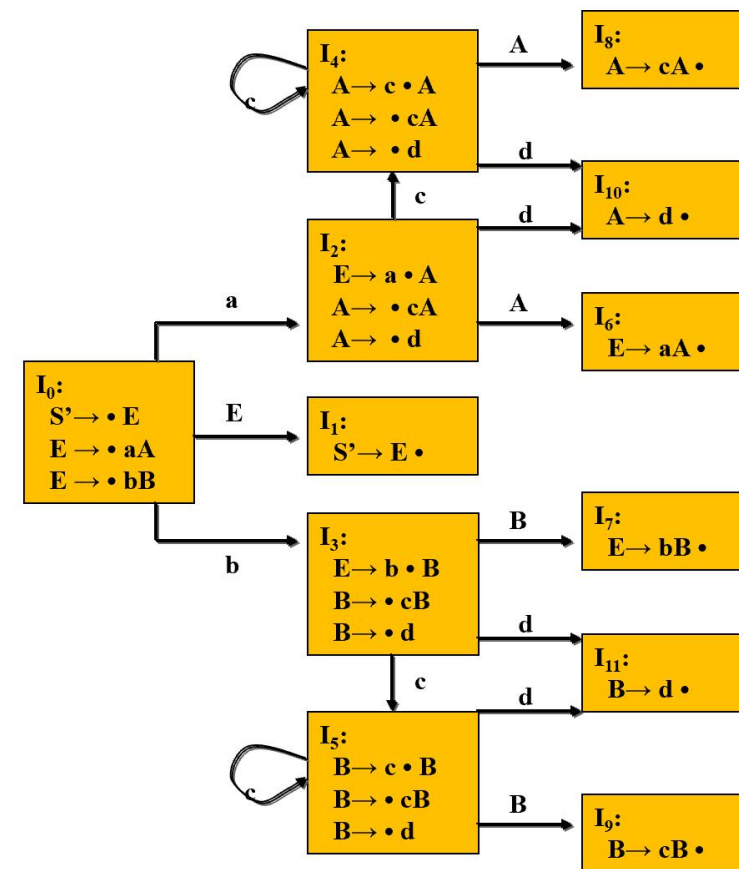 I₄:
A→ c • A
A→ • cA
A→ • d
A
I₈:
A→ cA •
c
d
I₁₀:
A→ d •
c
d
I₂:
E→ a • A
A→ • cA
A→ • d
A
I₆:
E→ aA •
a
I₀:
S’→ • E
E → • aA
E → • bB
E
I₁:
S’→ E •
b
I₃:
E→ b • B
B→ • cB
B→ • d
B
I₇:
E→ bB •
d
I₁₁:
B→ d •
c
d
I₅:
B→ c • B
B→ • cB
B→ • d
c
B
I₉:
B→ cB •